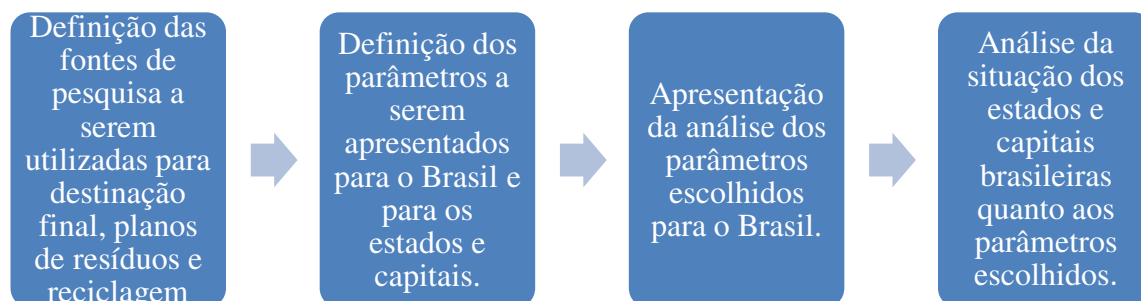 Definição das
fontes de
pesquisa a
serem
utilizadas para
destinação
final, planos
de resíduos e
reciclagem
Definição dos
parâmetros a
serem
apresentados
para o Brasil e
para os
estados e
capitais.
Apresentação
da análise dos
parâmetros
escolhidos
para o Brasil.
Análise da
situação dos
estados e
capitais
brasileiras
quanto aos
parâmetros
escolhidos.